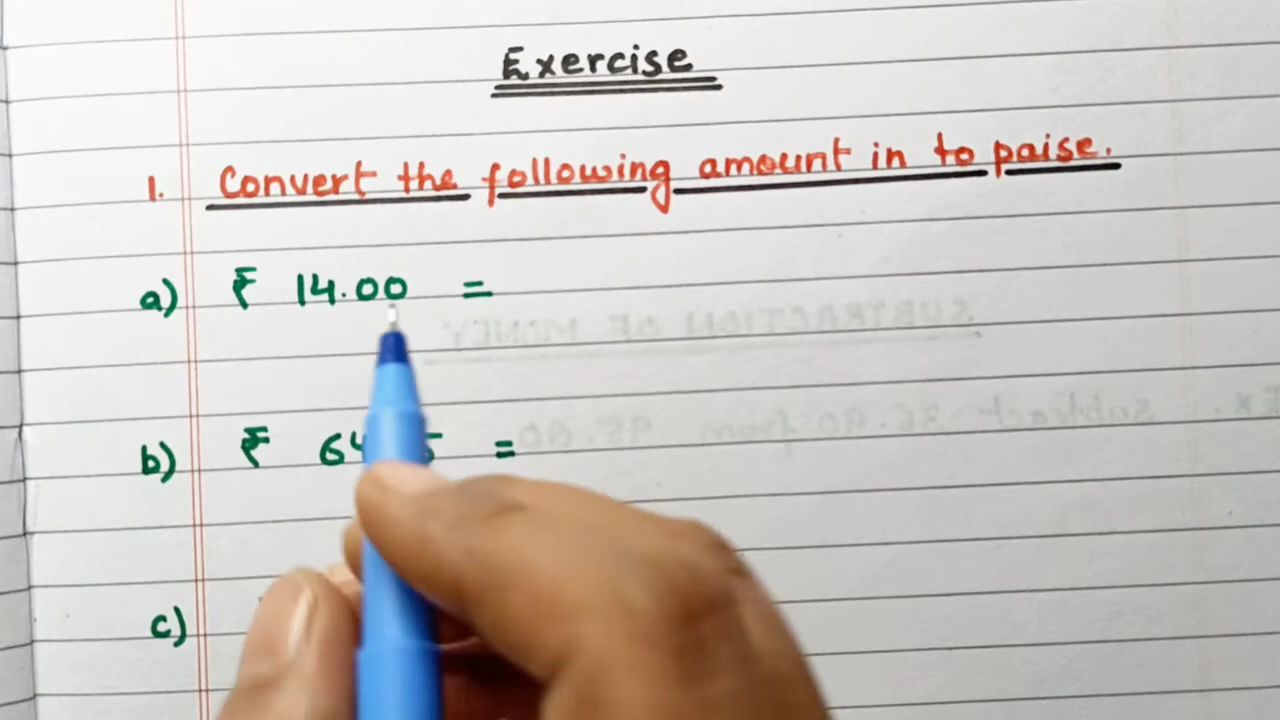 Exercise
1. Convert the following amount in to paise.
a) ₹ 14.00 =
b) ₹ =
c)